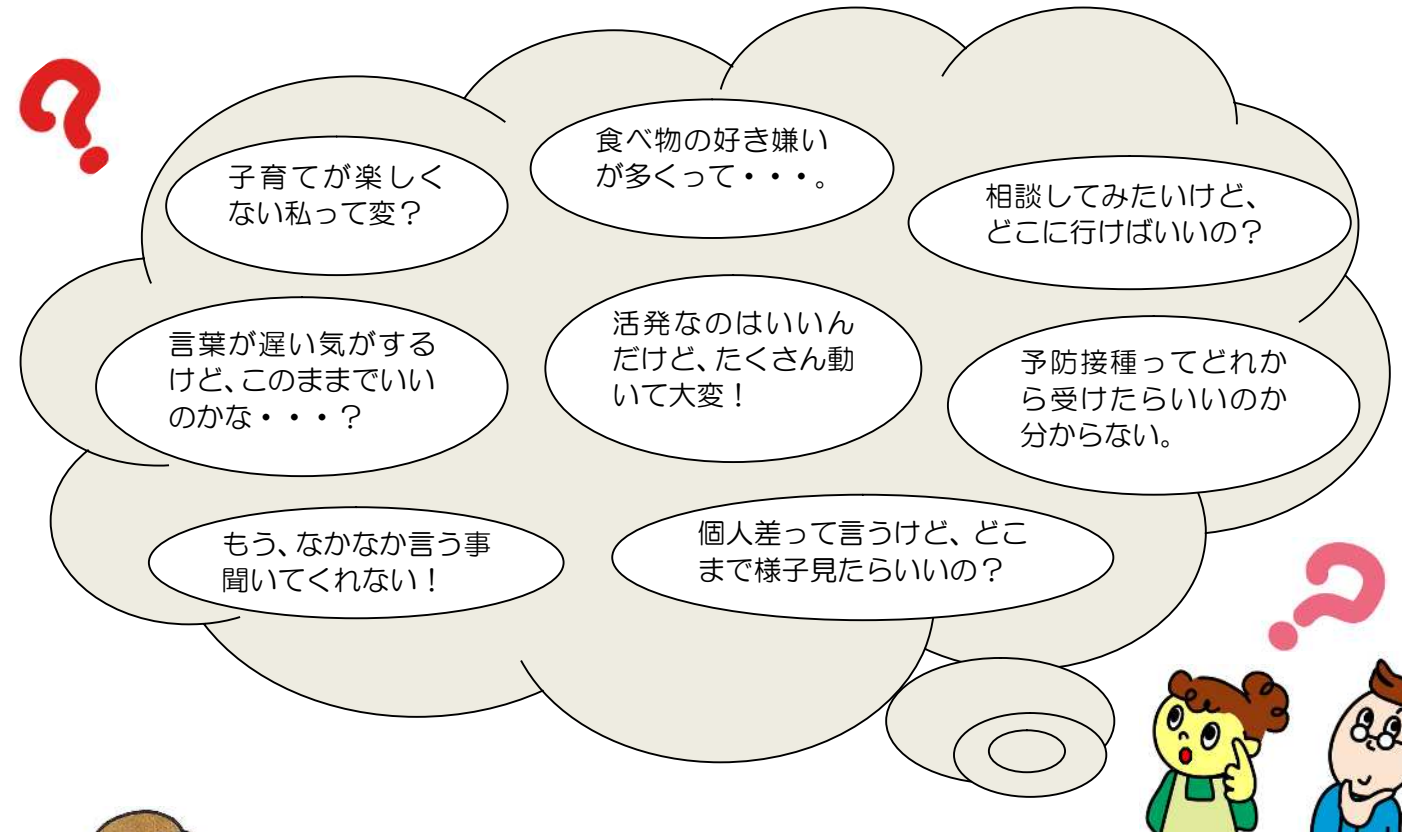 子育てが楽しく
ない私って変？
食べ物の好き嫌い
が多くって・・・。
相談してみたいけど、
どこに行けばいいの？
言葉が遅い気がする
けど、このままでいい
のかな・・・？
活発なのはいいん
だけど、たくさん動
いて大変！
予防接種ってどれか
ら受けたらいいのか
分からない。
もう、なかなか言う事
聞いてくれない！
個人差って言うけど、どこ
まで様子見たらいいの？